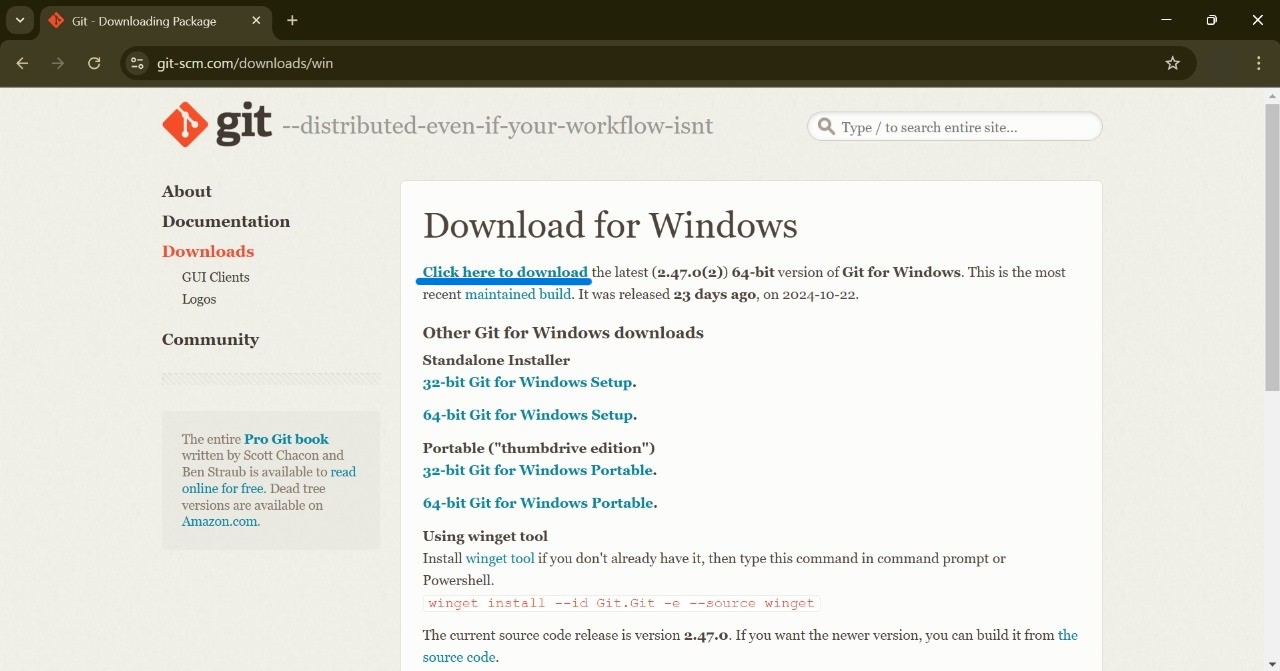 Git - Downloading Package
git-scm.com/downloads/win
git --distributed-even-if-your-workflow-isnt
Type / to search entire site...
About
Documentation
Downloads
GUI Clients
Logos
Community
The entire Pro Git book
written by Scott Chacon and
Ben Straub is available to read
online for free. Dead tree
versions are available on
Amazon.com.
Download for Windows
Click here to download the latest (2.47.0(2)) 64-bit version of Git for Windows. This is the most
recent maintained build. It was released 23 days ago, on 2024-10-22.
Other Git for Windows downloads
Standalone Installer
32-bit Git for Windows Setup.
64-bit Git for Windows Setup.
Portable ("thumbdrive edition")
32-bit Git for Windows Portable.
64-bit Git for Windows Portable.
Using winget tool
Install winget tool if you don't already have it, then type this command in command prompt or
Powershell.
winget install --id Git.Git -e --source winget
The current source code release is version 2.47.0. If you want the newer version, you can build it from the
source code.